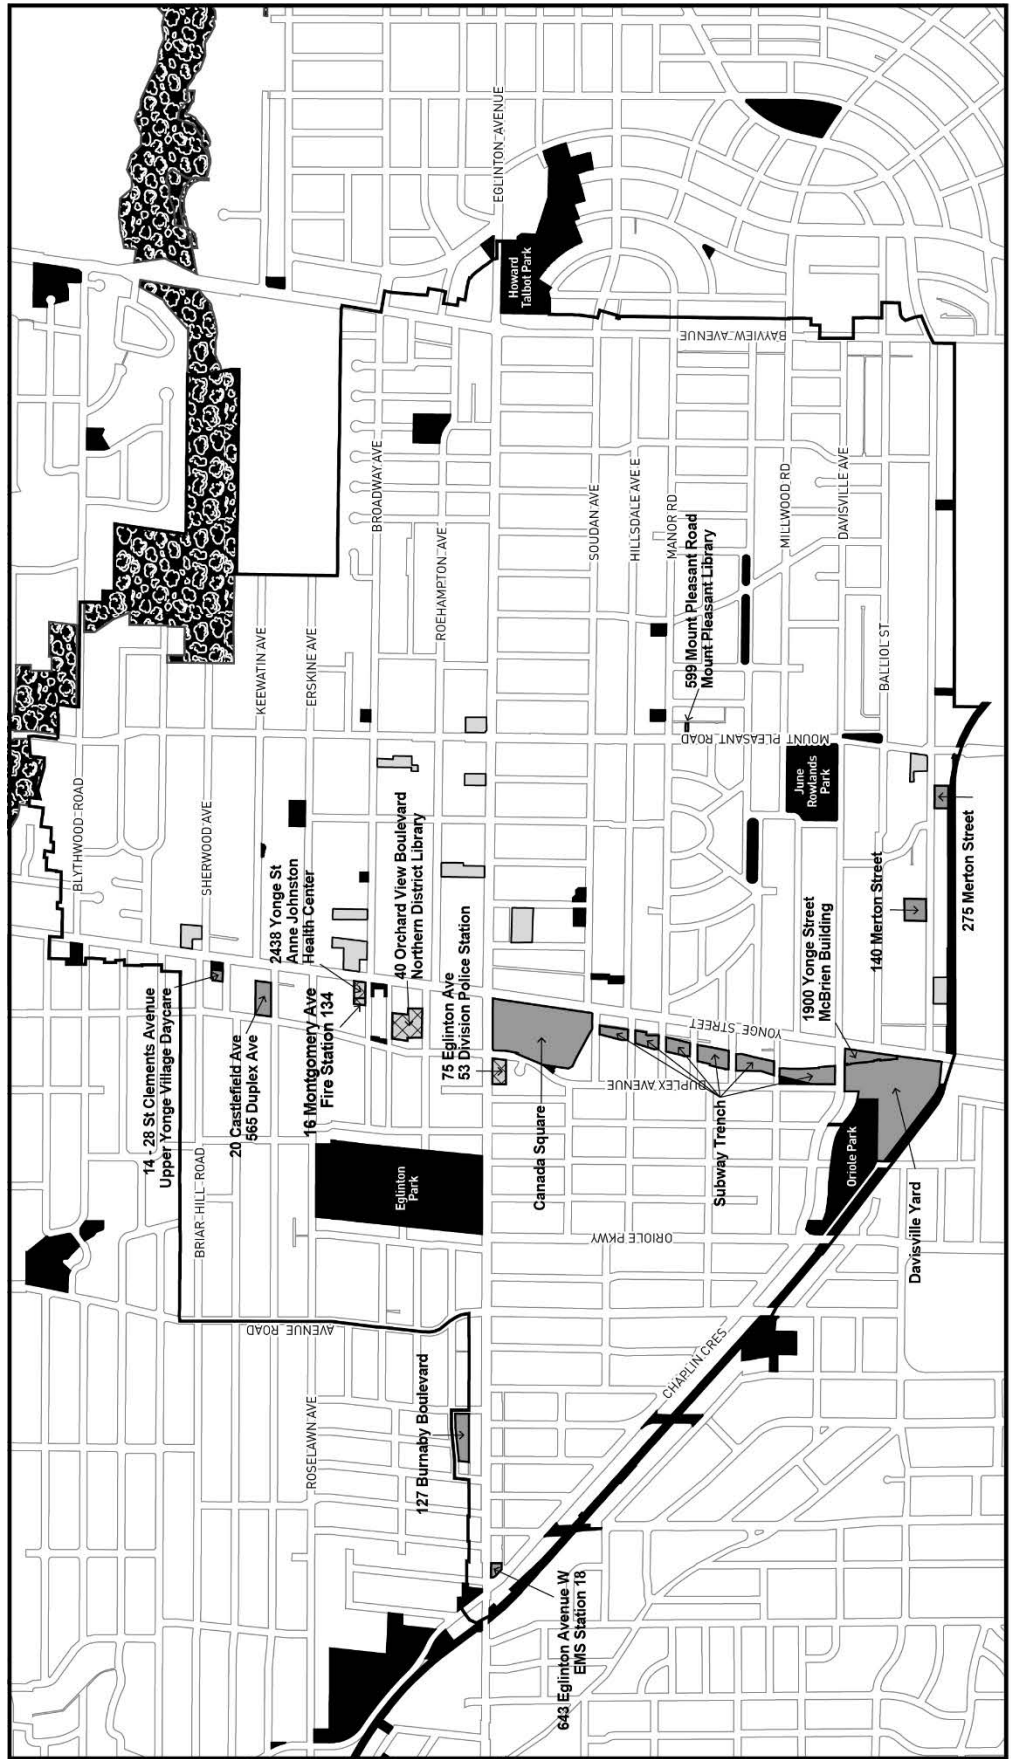 BLYTHWOOD ROAD
SHERWOOD AVE
KEEWATIN AVE
ERSKINE AVE
BROADWAY AVE
ROEHAMPTON AVE
EGLINTON AVENUE
Howard
Talbot Park
BAYVIEW AVENUE
SOUDAN AVE
HILLSDALE AVE E
MANOR RD
MILLWOOD RD
DAVISVILLE AVE
BALLIOL ST
599 Mount Pleasant Road
Mount Pleasant Library
MOUNT PLEASANT ROAD
June
Rowlands
Park
14 - 28 St Clements Avenue
Upper Yonge Village Daycare
20 Castlefield Ave
565 Duplex Ave
2438 Yonge St
Anne Johnston
Health Center
16 Montgomery Ave
Fire Station 134
40 Orchard View Boulevard
Northern District Library
75 Eglinton Ave
53 Division Police Station
Canada Square
YONGE STREET
DUPLEX AVENUE
Subway Trench
1900 Yonge Street
McBrien Building
140 Merton Street
275 Merton Street
BRIAR HILL ROAD
Eglinton
Park
ORIOLE PKWY
Oriole Park
Davisville Yard
AVENUE ROAD
ROSELAWN AVE
127 Burnaby Boulevard
CHAPLIN CRES
643 Eglinton Avenue W
EMS Station 18